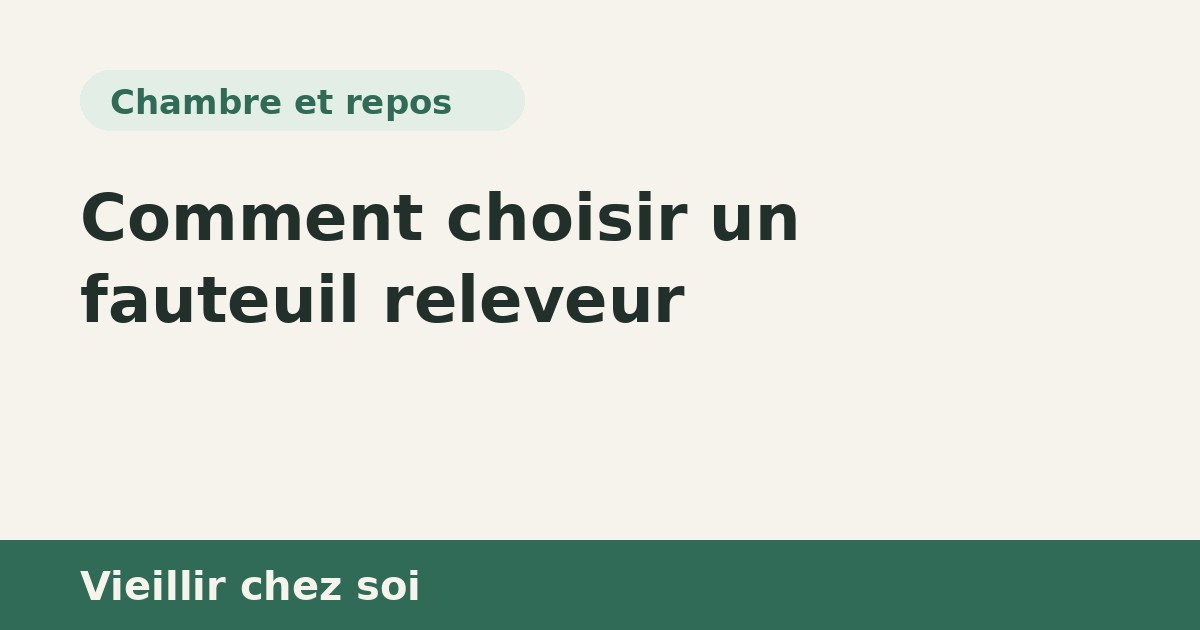 Chambre et repos
Comment choisir un
fauteuil releveur
Vieillir chez soi